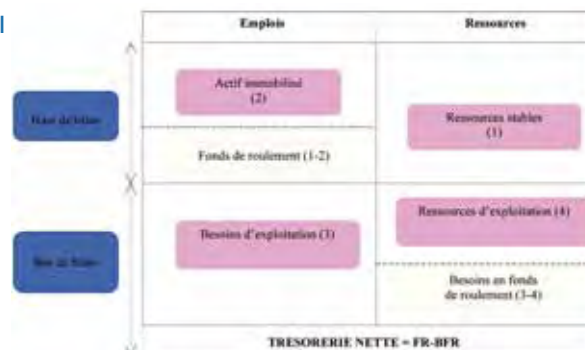 Emplois
Ressources
Actif immobilisé
(2)
Haut de bilan
Ressources stables
(1)
Fonds de roulement (1-2)
Ressources d'exploitation (4)
Besoins d'exploitation (3)
Bas de bilan
Besoins en fonds
de roulement (3-4)
TRESORERIE NETTE = FR-BFR